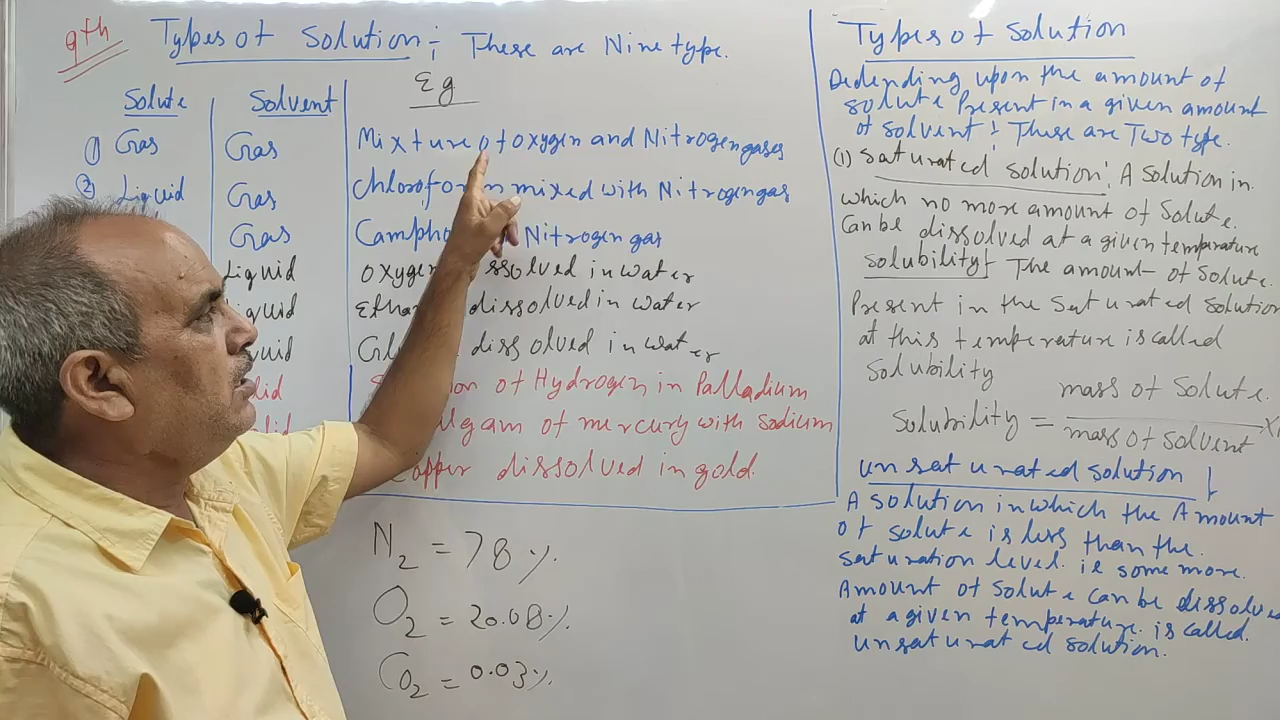 9th
Types of Solution:- These are Nine type.
Eg
Solute Solvent
① Gas Gas Mixture of oxygen and Nitrogen gases
② Liquid Gas Chloroform mixed with Nitrogen gas
Gas Nitrogen gas
Liquid Oxygen dissolved in water
dissolved in water
dissolved in water
of Hydrogen in Palladium
of mercury with sodium
dissolved in gold.
N₂ = 78%
O₂ = 20.08%
CO₂ = 0.03%
Types of Solution
Depending upon the amount of
solute Present in a given amount
of solvent: These are Two type.
(1) Saturated solution: A solution in
which no more amount of Solute.
Can be dissolved at a given temperature
solubility:- The amount of Solute.
Present in the Saturated Solution
at this temperature is called
Solubility
Solubility = mass of Solute.
mass of solvent
unsaturated solution:
A solution in which the Amount
of solute is less than the.
saturation level. ie some more.
Amount of Solute can be
at a given temperature. is called.
unsaturated solution.